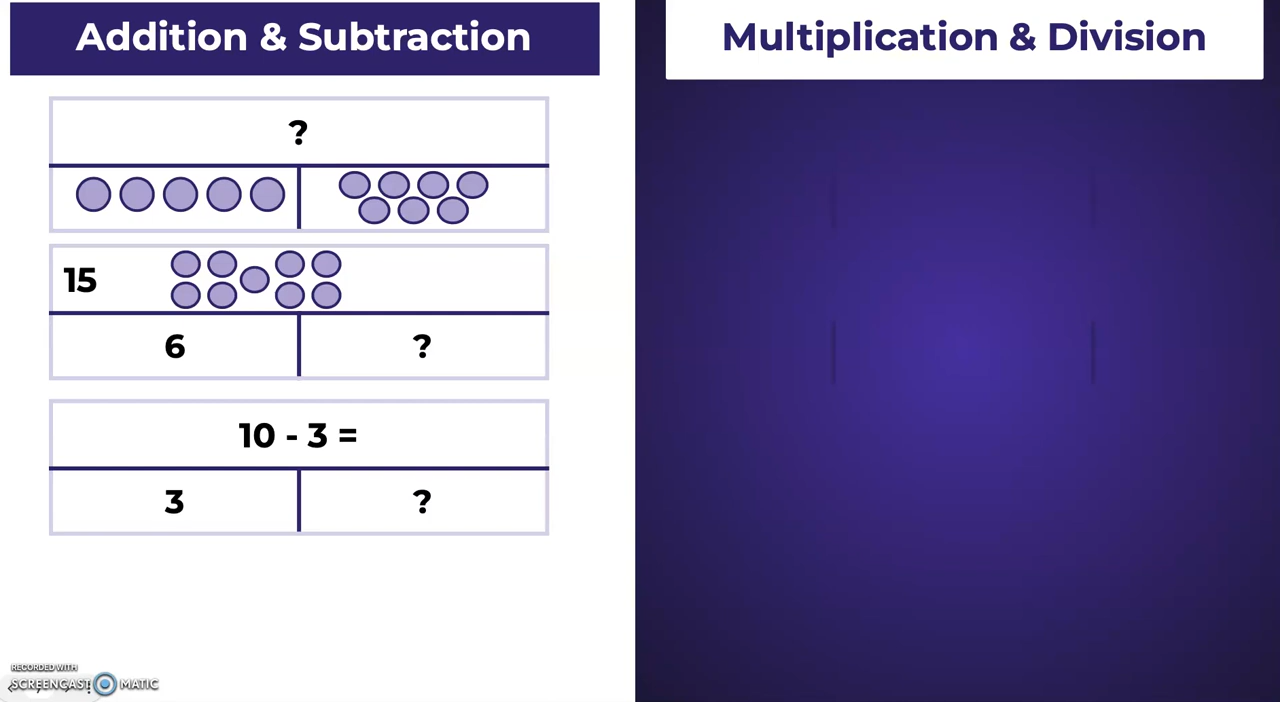 Addition & Subtraction
?
15
6 ?
10 - 3 =
3 ?
RECORDED WITH
SCREENCAST MATIC
Multiplication & Division